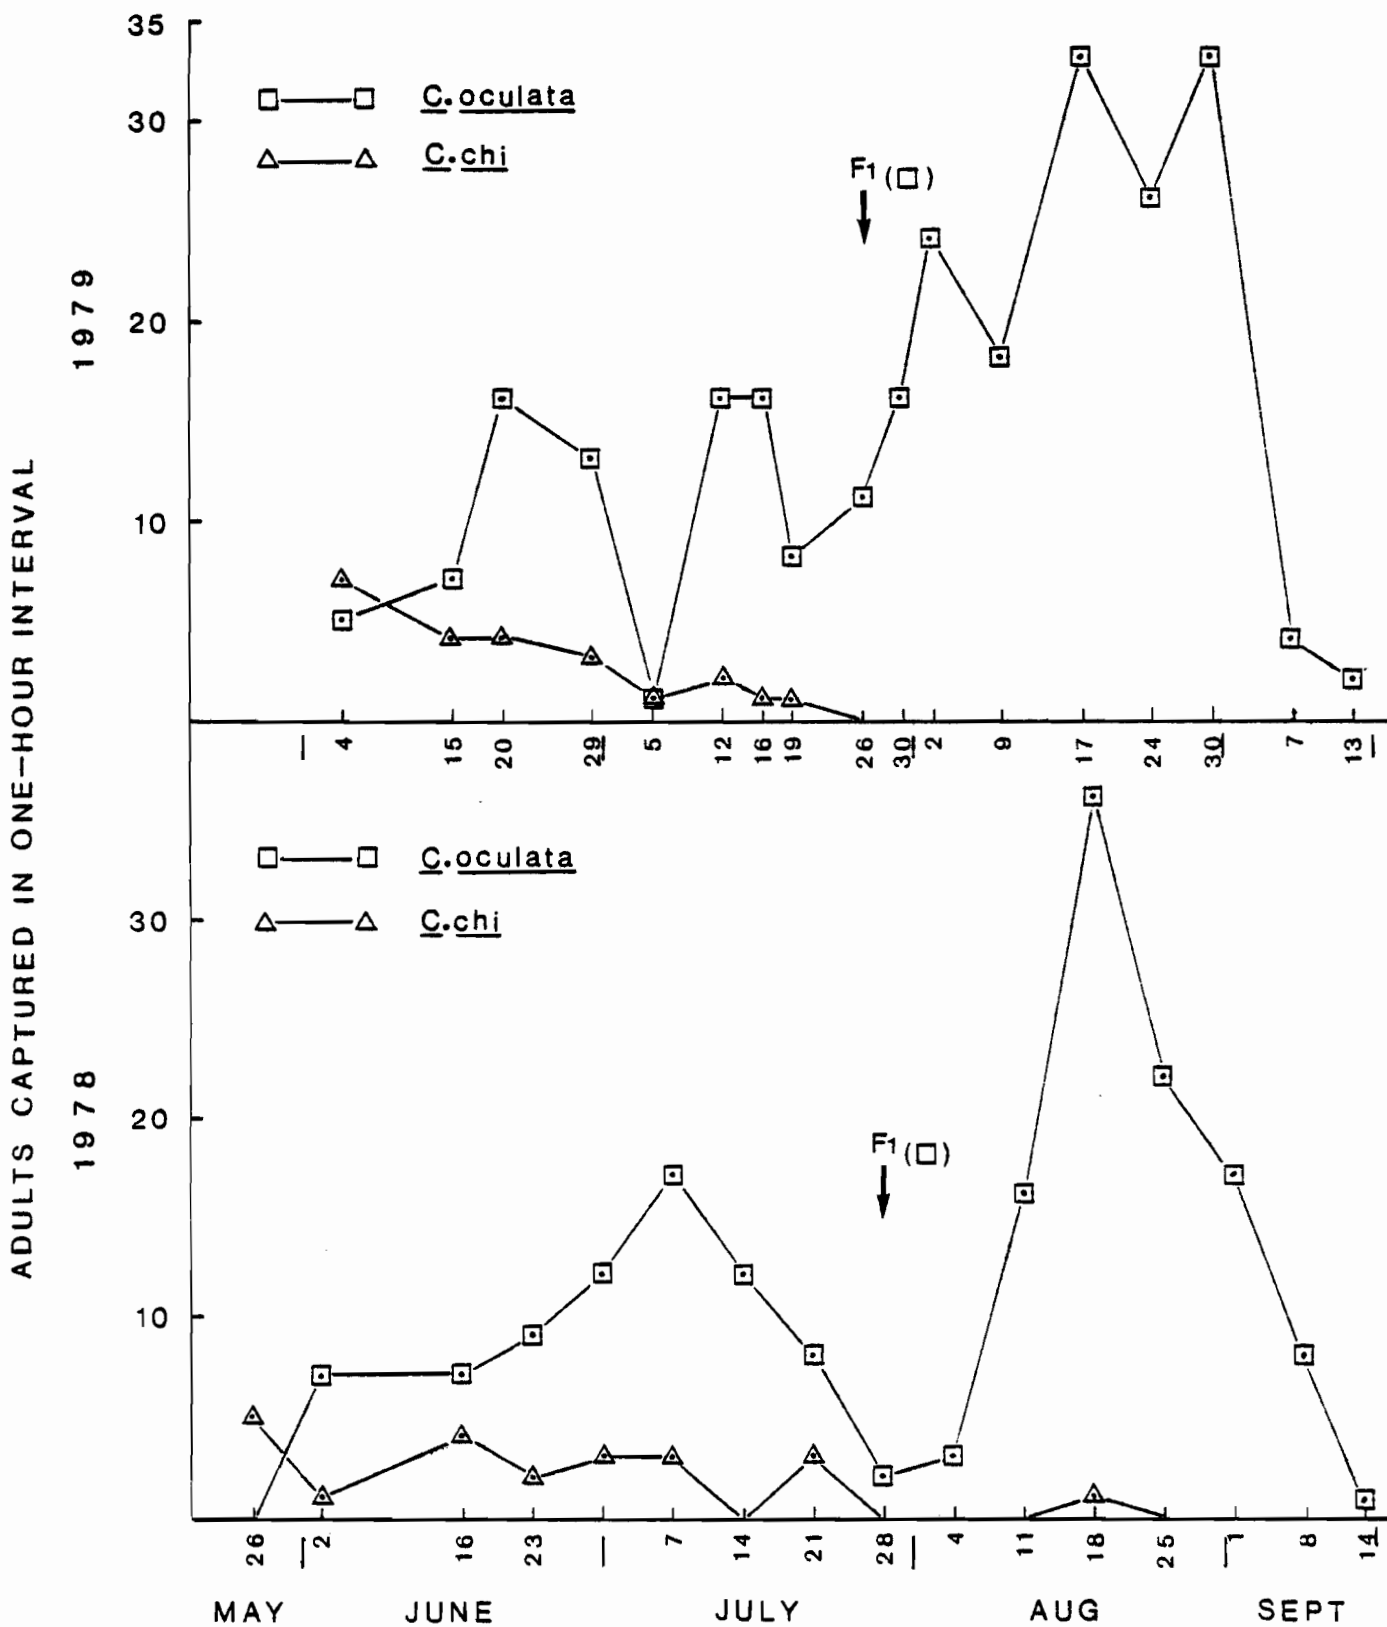 ADULTS CAPTURED IN ONE-HOUR INTERVAL
1979
35
30
20
10
C.oculata
C.chi
F1 (□)
4 15 20 29 5 12 16 19 26 30 2 9 17 24 30 7 13
1978
30
20
10
C.oculata
C.chi
F1 (□)
26 2 16 23 7 14 21 28 4 11 18 25 1 8 14
MAY JUNE JULY AUG SEPT